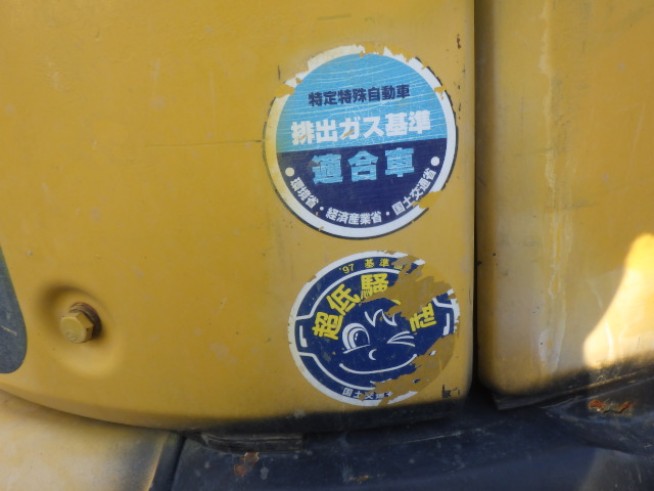 特定特殊自動車
排出ガス基準
適合車
環境省・経済産業省・国土交通省
'97 基準
超低騒
国土交通